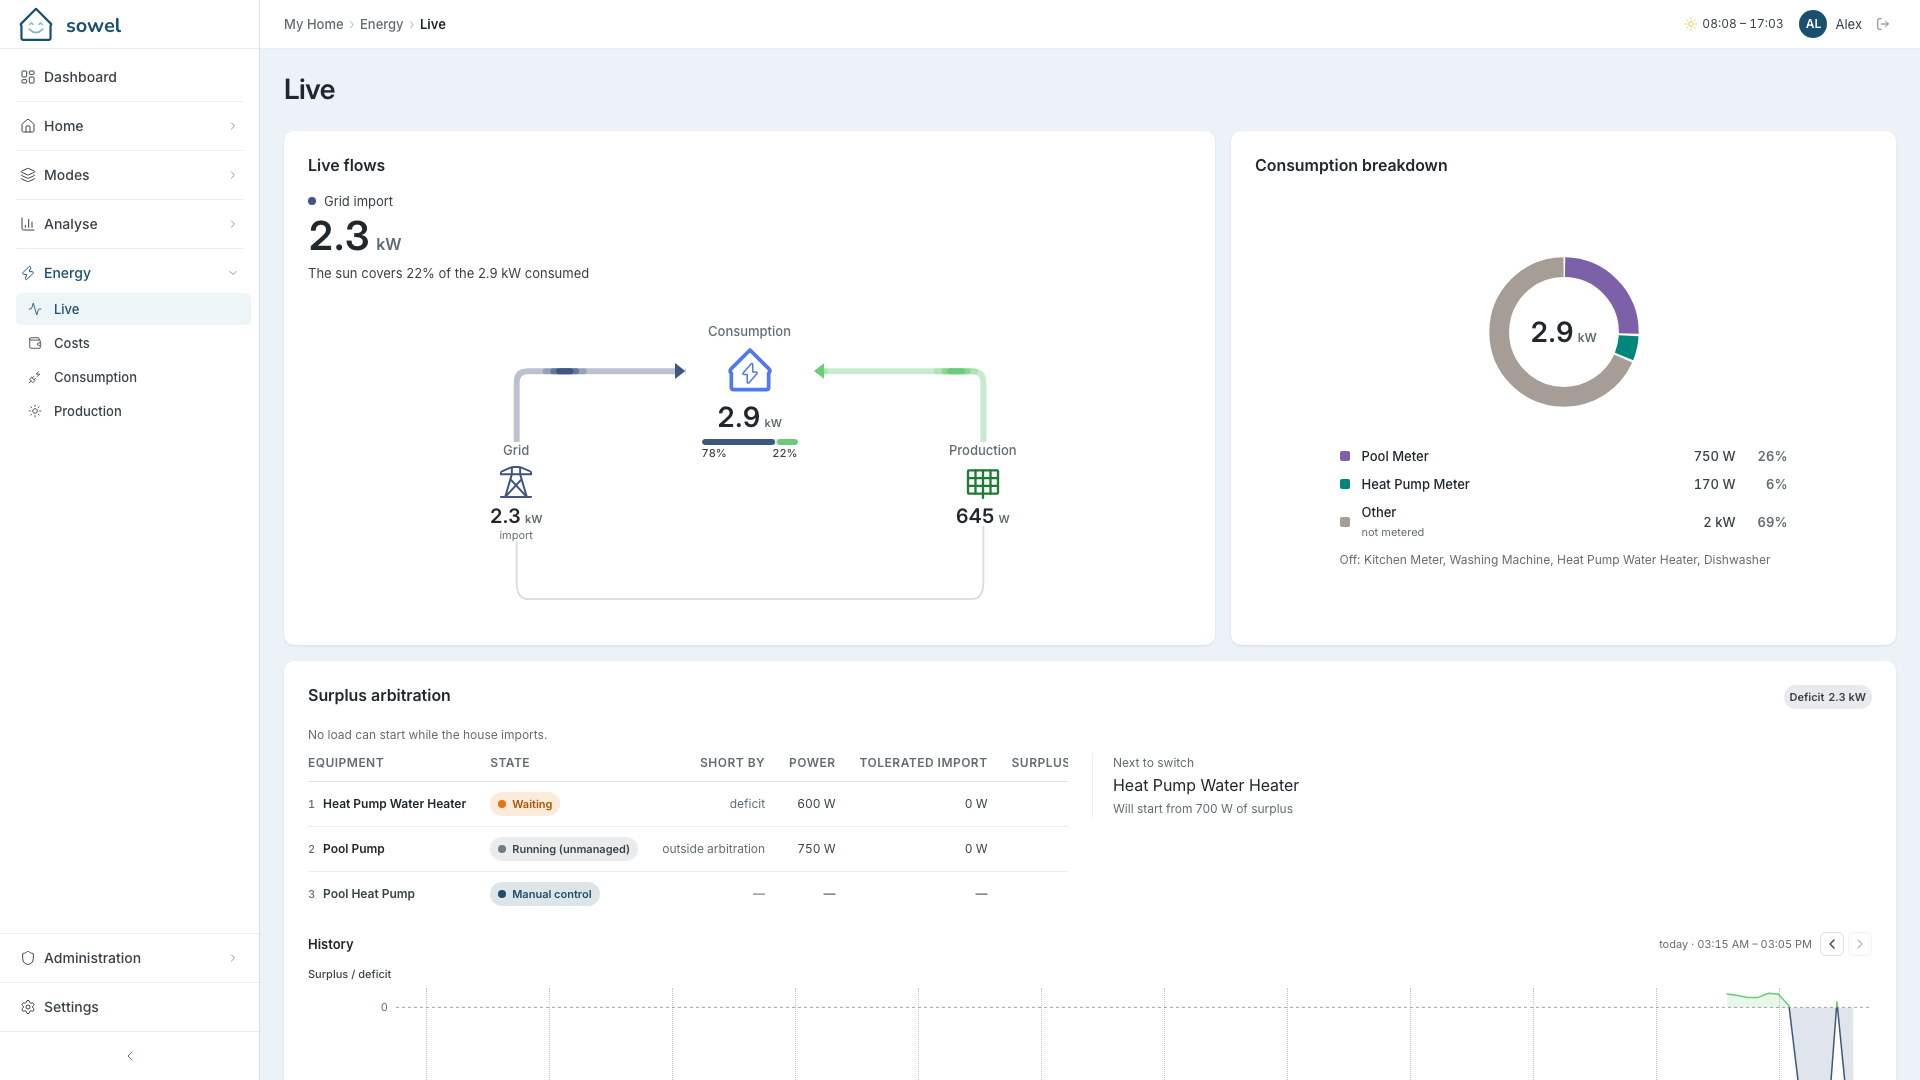 sowel
My Home › Energy › Live
08:08 – 17:03
AL
Alex
Dashboard
Home
Modes
Analyse
Energy
Live
Costs
Consumption
Production
Administration
Settings
Live
Live flows
Grid import
2.3 kW
The sun covers 22% of the 2.9 kW consumed
Consumption
2.9 kW
78% 22%
Grid
2.3 kW
import
Production
645 W
Consumption breakdown
2.9 kW
Pool Meter 750 W 26%
Heat Pump Meter 170 W 6%
Other 2 kW 69%
not metered
Off: Kitchen Meter, Washing Machine, Heat Pump Water Heater, Dishwasher
Surplus arbitration
Deficit 2.3 kW
No load can start while the house imports.
EQUIPMENT STATE SHORT BY POWER TOLERATED IMPORT SURPLUS
1 Heat Pump Water Heater Waiting deficit 600 W 0 W
2 Pool Pump Running (unmanaged) outside arbitration 750 W 0 W
3 Pool Heat Pump Manual control — — —
Next to switch
Heat Pump Water Heater
Will start from 700 W of surplus
History
today · 03:15 AM – 03:05 PM
Surplus / deficit
0